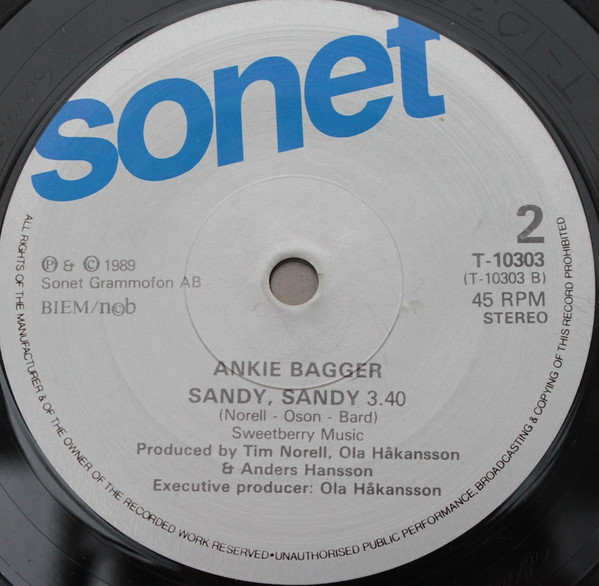 sonet
2
T-10303
(T-10303 B)
45 RPM
STEREO
℗ & © 1989
Sonet Grammofon AB
BIEM/ncb
ANKIE BAGGER
SANDY, SANDY 3.40
(Norell - Oson - Bard)
Sweetberry Music
Produced by Tim Norell, Ola Håkansson
& Anders Hansson
Executive producer: Ola Håkansson
ALL RIGHTS OF THE MANUFACTURER & OF THE OWNER OF THE RECORDED WORK RESERVED•UNAUTHORISED PUBLIC PERFORMANCE, BROADCASTING & COPYING OF THIS RECORD PROHIBITED